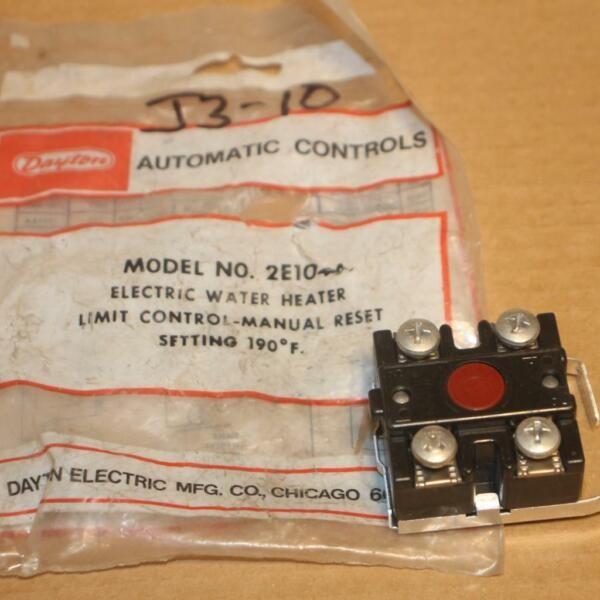 J3-10
Dayton AUTOMATIC CONTROLS
MODEL NO. 2E10
ELECTRIC WATER HEATER
LIMIT CONTROL-MANUAL RESET
SETTING 190°F.
DAYTON ELECTRIC MFG. CO., CHICAGO